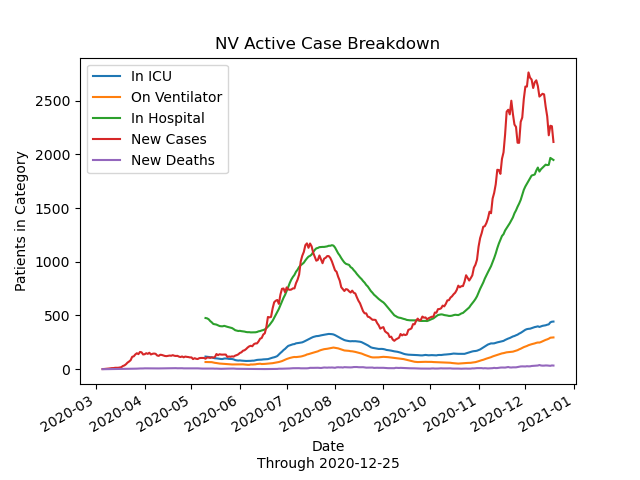 NV Active Case Breakdown
In ICU
On Ventilator
In Hospital
New Cases
New Deaths
Patients in Category
2500
2000
1500
1000
500
0
2020-03
2020-04
2020-05
2020-06
2020-07
2020-08
2020-09
2020-10
2020-11
2020-12
2021-01
Date
Through 2020-12-25